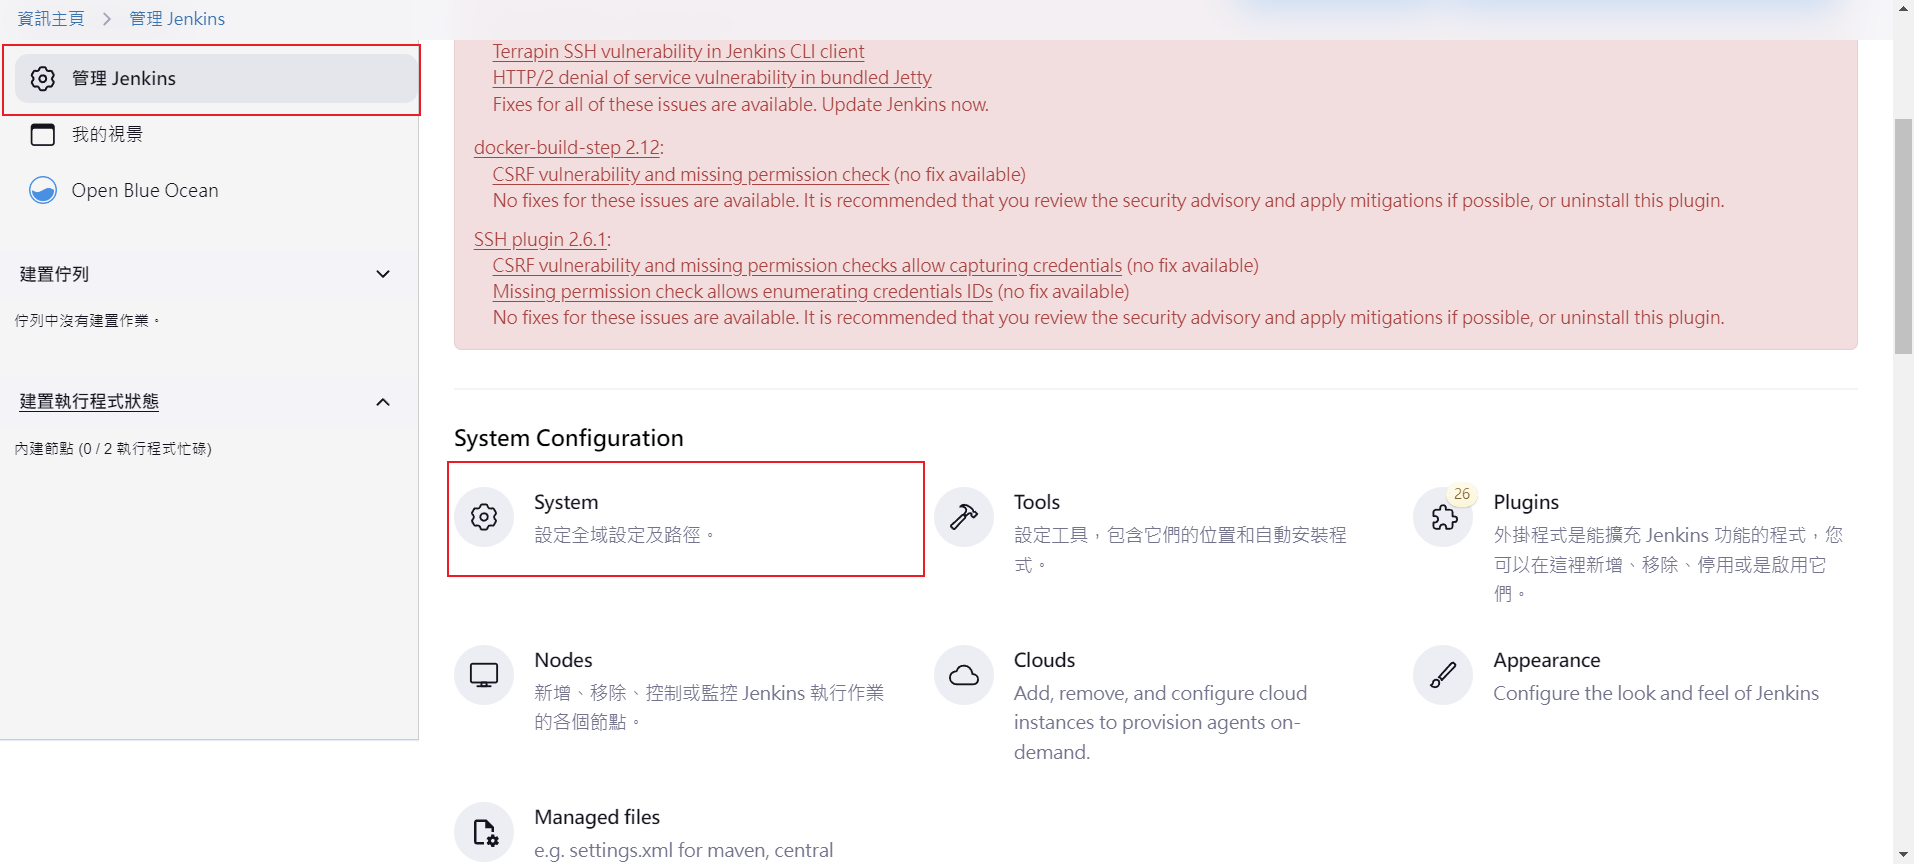 資訊主頁 > 管理 Jenkins
管理 Jenkins
我的視景
Open Blue Ocean
建置佇列
佇列中沒有建置作業。
建置執行程式狀態
內建節點 (0 / 2 執行程式忙碌)
Terrapin SSH vulnerability in Jenkins CLI client
HTTP/2 denial of service vulnerability in bundled Jetty
Fixes for all of these issues are available. Update Jenkins now.
docker-build-step 2.12:
CSRF vulnerability and missing permission check (no fix available)
No fixes for these issues are available. It is recommended that you review the security advisory and apply mitigations if possible, or uninstall this plugin.
SSH plugin 2.6.1:
CSRF vulnerability and missing permission checks allow capturing credentials (no fix available)
Missing permission check allows enumerating credentials IDs (no fix available)
No fixes for these issues are available. It is recommended that you review the security advisory and apply mitigations if possible, or uninstall this plugin.
System Configuration
System
設定全域設定及路徑。
Tools
設定工具，包含它們的位置和自動安裝程
式。
26
Plugins
外掛程式是能擴充 Jenkins 功能的程式，您
可以在這裡新增、移除、停用或是啟用它
們。
Nodes
新增、移除、控制或監控 Jenkins 執行作業
的各個節點。
Clouds
Add, remove, and configure cloud
instances to provision agents on-
demand.
Appearance
Configure the look and feel of Jenkins
Managed files
e.g. settings.xml for maven, central